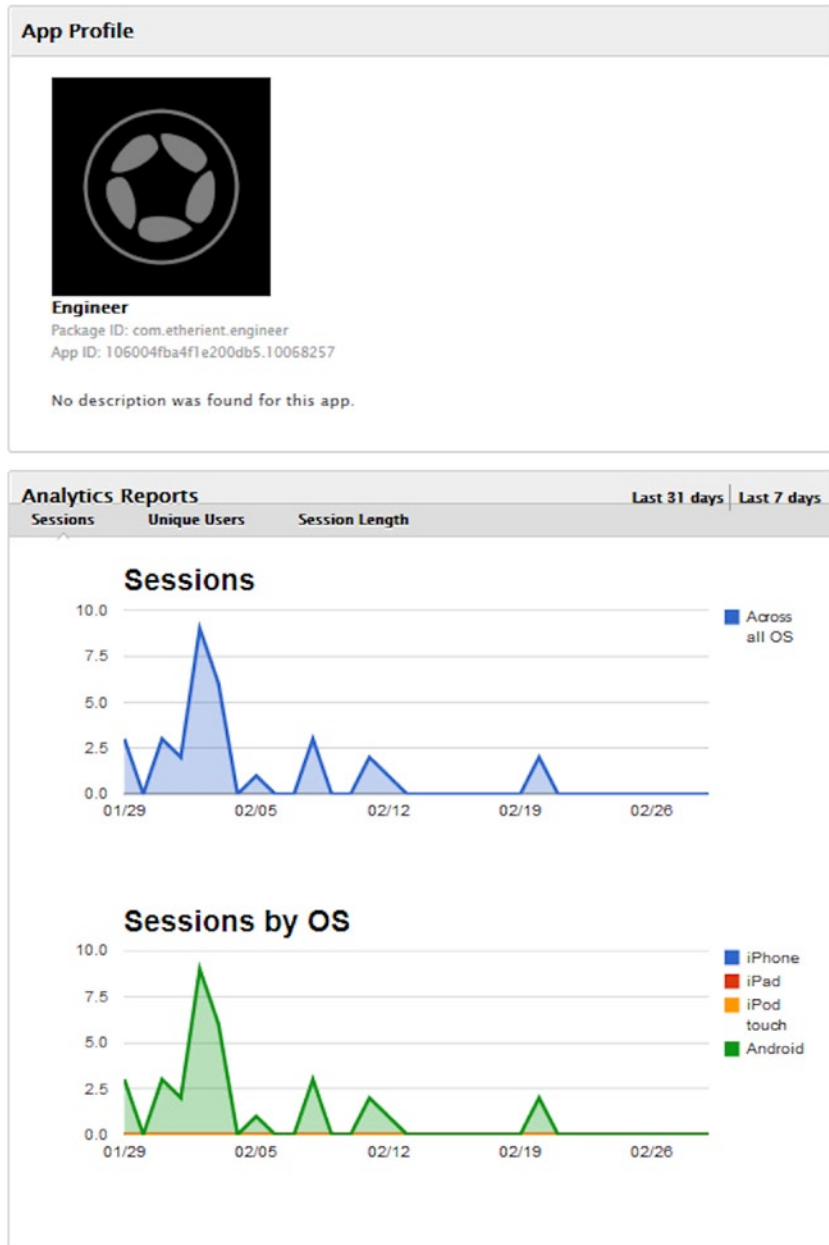 App Profile
Engineer
Package ID: com.etherient.engineer
App ID: 106004fba4f1e200db5.10068257
No description was found for this app.
Analytics Reports
Last 31 days
Last 7 days
Sessions
Unique Users
Session Length
Sessions
10.0
7.5
5.0
2.5
0.0
01/29
02/05
02/12
02/19
02/26
Across
all OS
Sessions by OS
10.0
7.5
5.0
2.5
0.0
01/29
02/05
02/12
02/19
02/26
iPhone
iPad
iPod
touch
Android